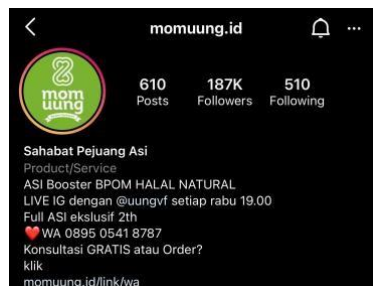 momuung.id
mom
uung
610
Posts
187K
Followers
510
Following
Sahabat Pejuang Asi
Product/Service
ASI Booster BPOM HALAL NATURAL
LIVE IG dengan @uungvf setiap rabu 19.00
Full ASI ekslusif 2th
❤️WA 0895 0541 8787
Konsultasi GRATIS atau Order?
klik
momuung.id/link/wa